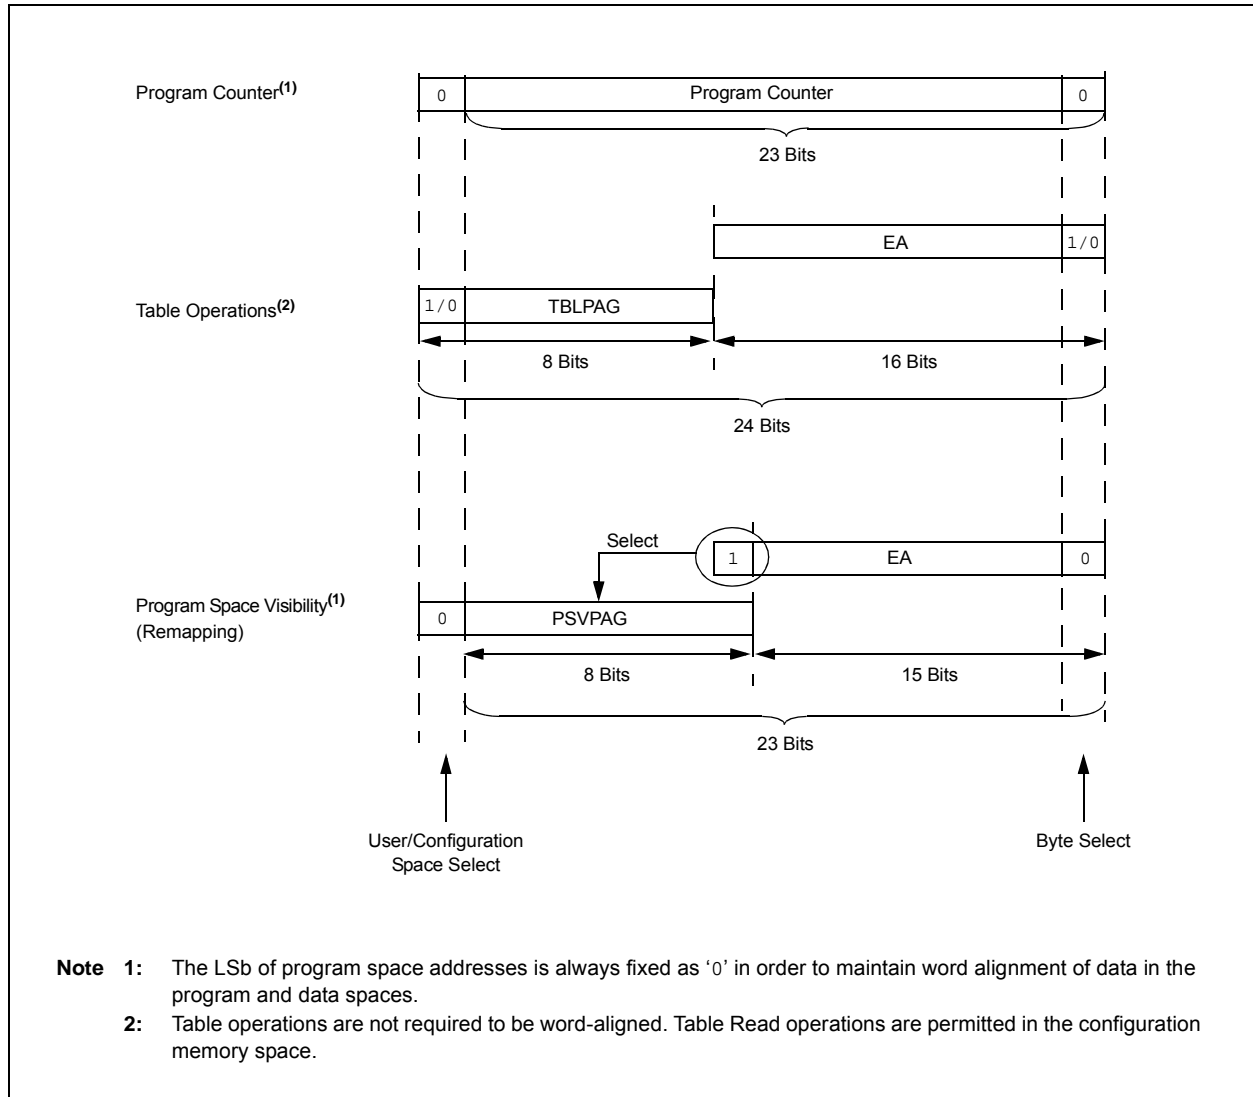 Program Counter(1)
0
Program Counter
0
23 Bits
EA
1/0
Table Operations(2)
1/0
TBLPAG
8 Bits
16 Bits
24 Bits
Select
1
EA
0
Program Space Visibility(1)
(Remapping)
0
PSVPAG
8 Bits
15 Bits
23 Bits
User/Configuration
Space Select
Byte Select
Note 1: The LSb of program space addresses is always fixed as ‘0’ in order to maintain word alignment of data in the
program and data spaces.
2: Table operations are not required to be word-aligned. Table Read operations are permitted in the configuration
memory space.